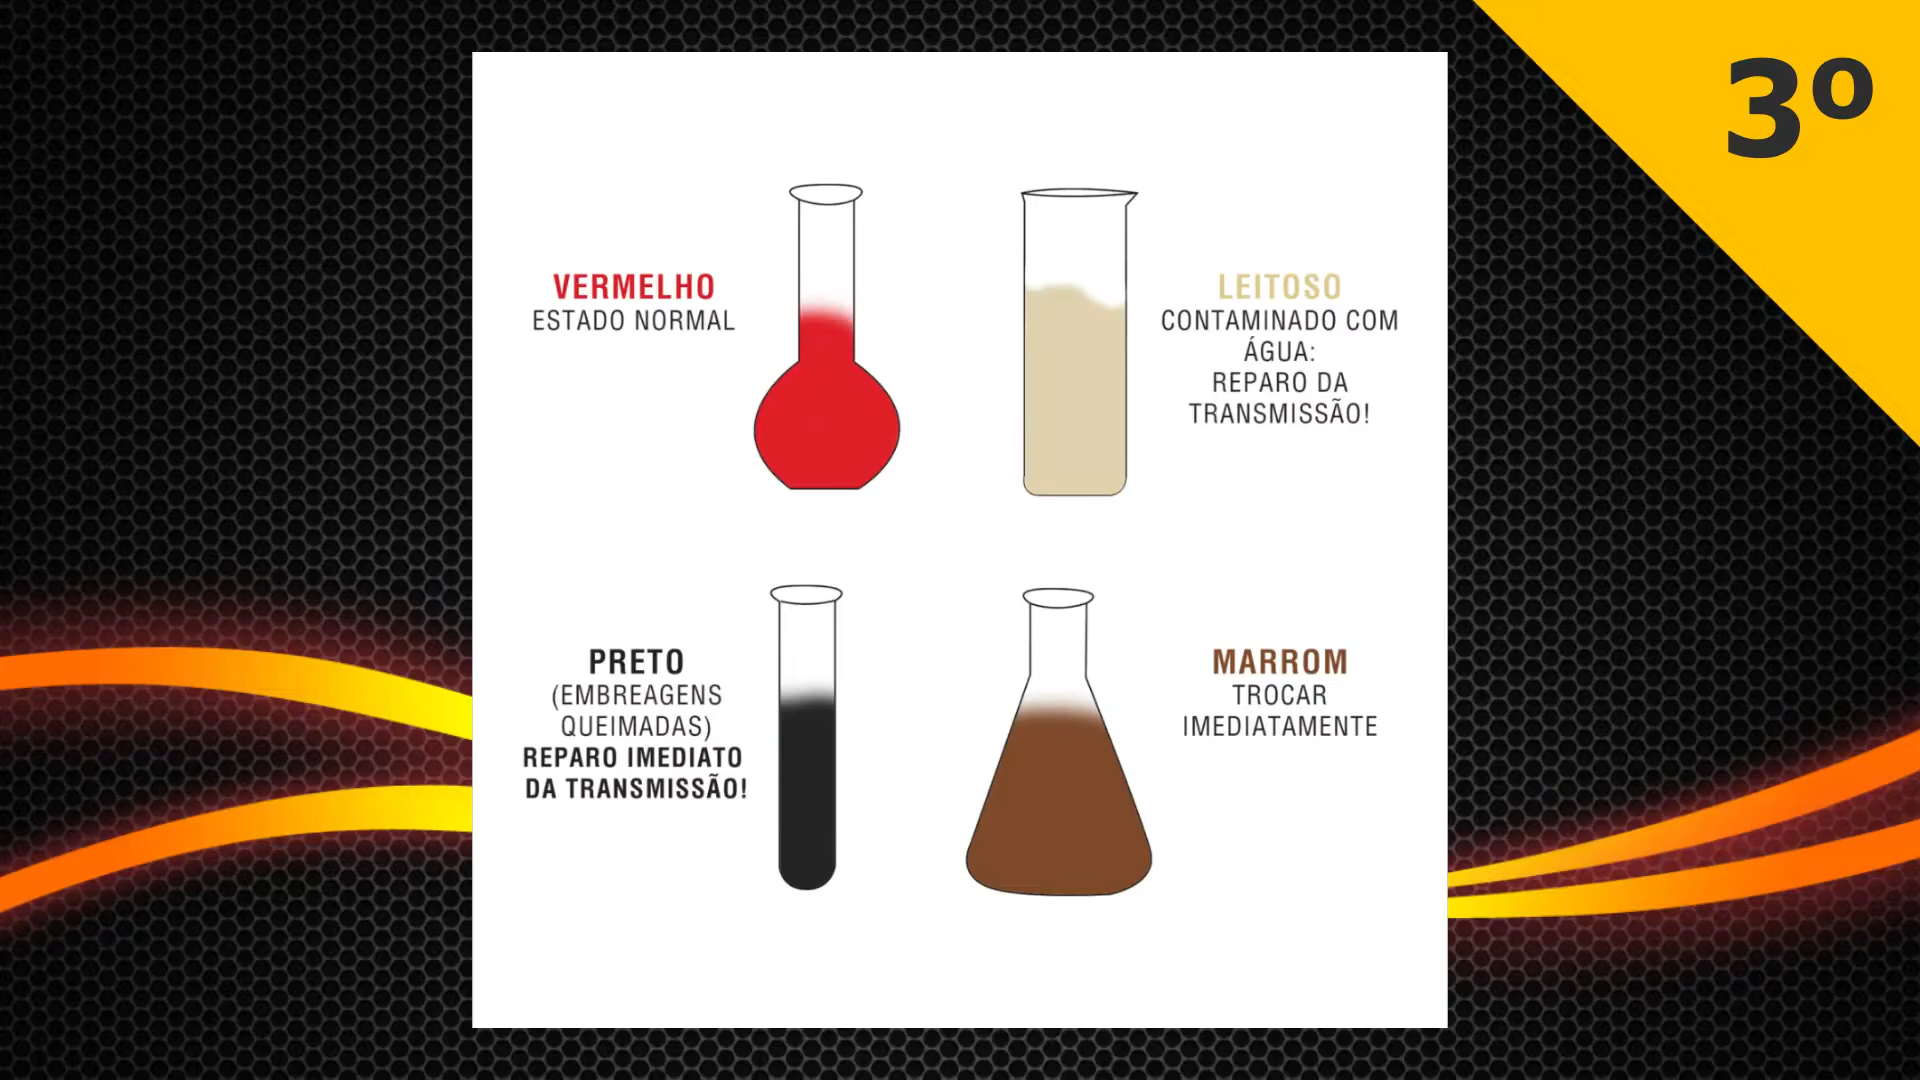 3º
VERMELHO
ESTADO NORMAL
LEITOSO
CONTAMINADO COM
ÁGUA:
REPARO DA
TRANSMISSÃO!
PRETO
(EMBREAGENS
QUEIMADAS)
REPARO IMEDIATO
DA TRANSMISSÃO!
MARROM
TROCAR
IMEDIATAMENTE